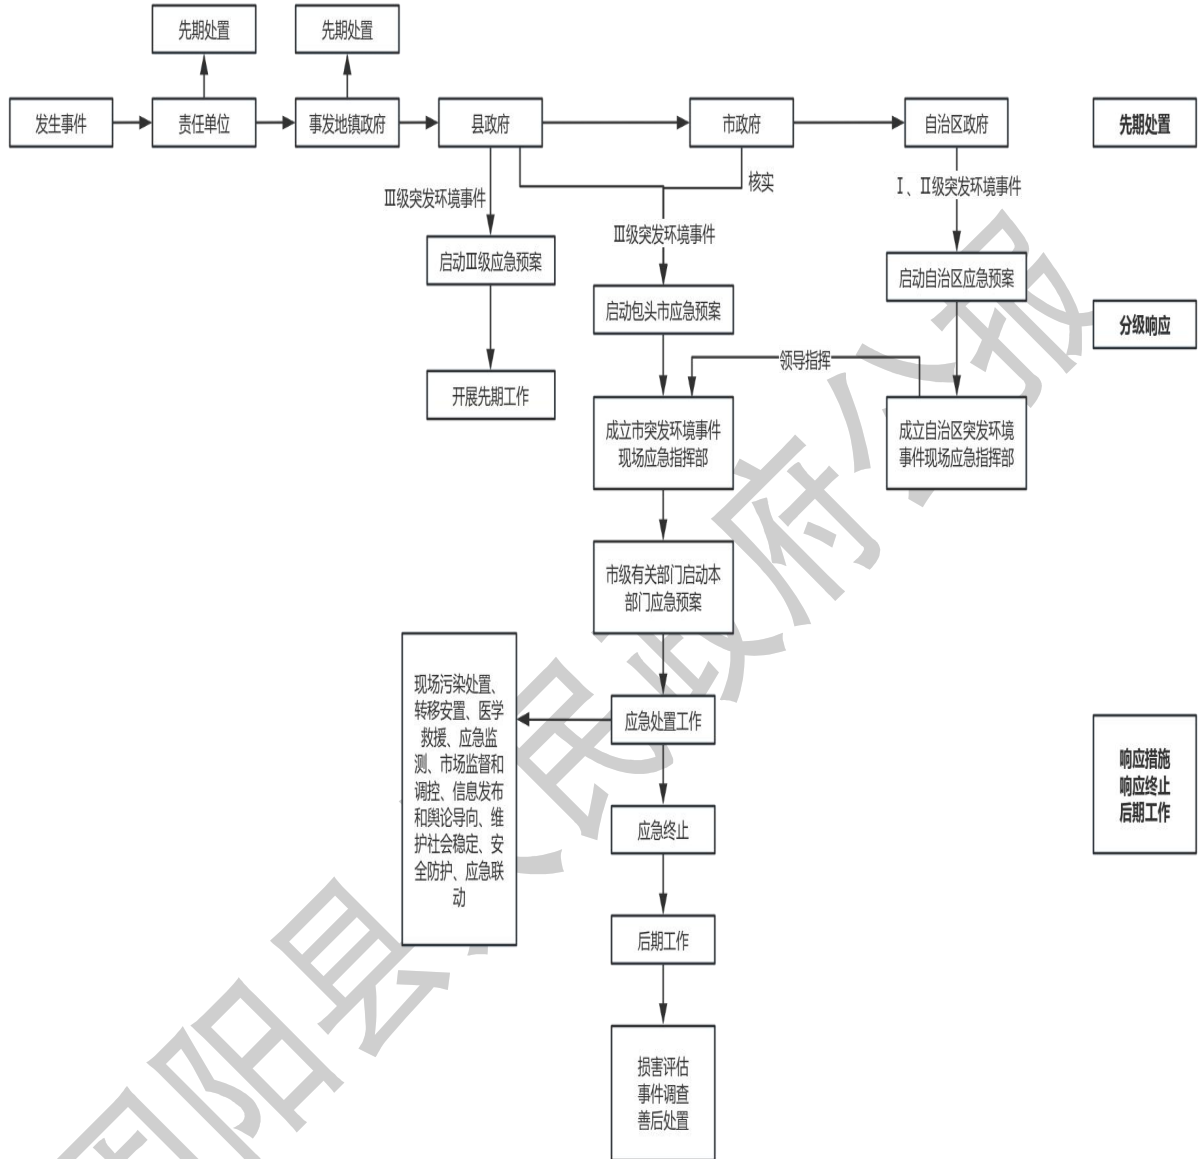 先期处置
先期处置
发生事件
责任单位
事发地镇政府
县政府
市政府
自治区政府
先期处置
核实
Ⅲ级突发环境事件
Ⅰ、Ⅱ级突发环境事件
Ⅲ级突发环境事件
启动Ⅲ级应急预案
启动自治区应急预案
启动包头市应急预案
分级响应
领导指挥
开展先期工作
成立市突发环境事件
现场应急指挥部
成立自治区突发环境
事件现场应急指挥部
市级有关部门启动本
部门应急预案
现场污染处置、
转移安置、医学
救援、应急监
测、市场监督和
调控、信息发布
和舆论导向、维
护社会稳定、安
全防护、应急联
动
应急处置工作
响应措施
响应终止
后期工作
应急终止
后期工作
损害评估
事件调查
善后处置
固阳县人民政府公报